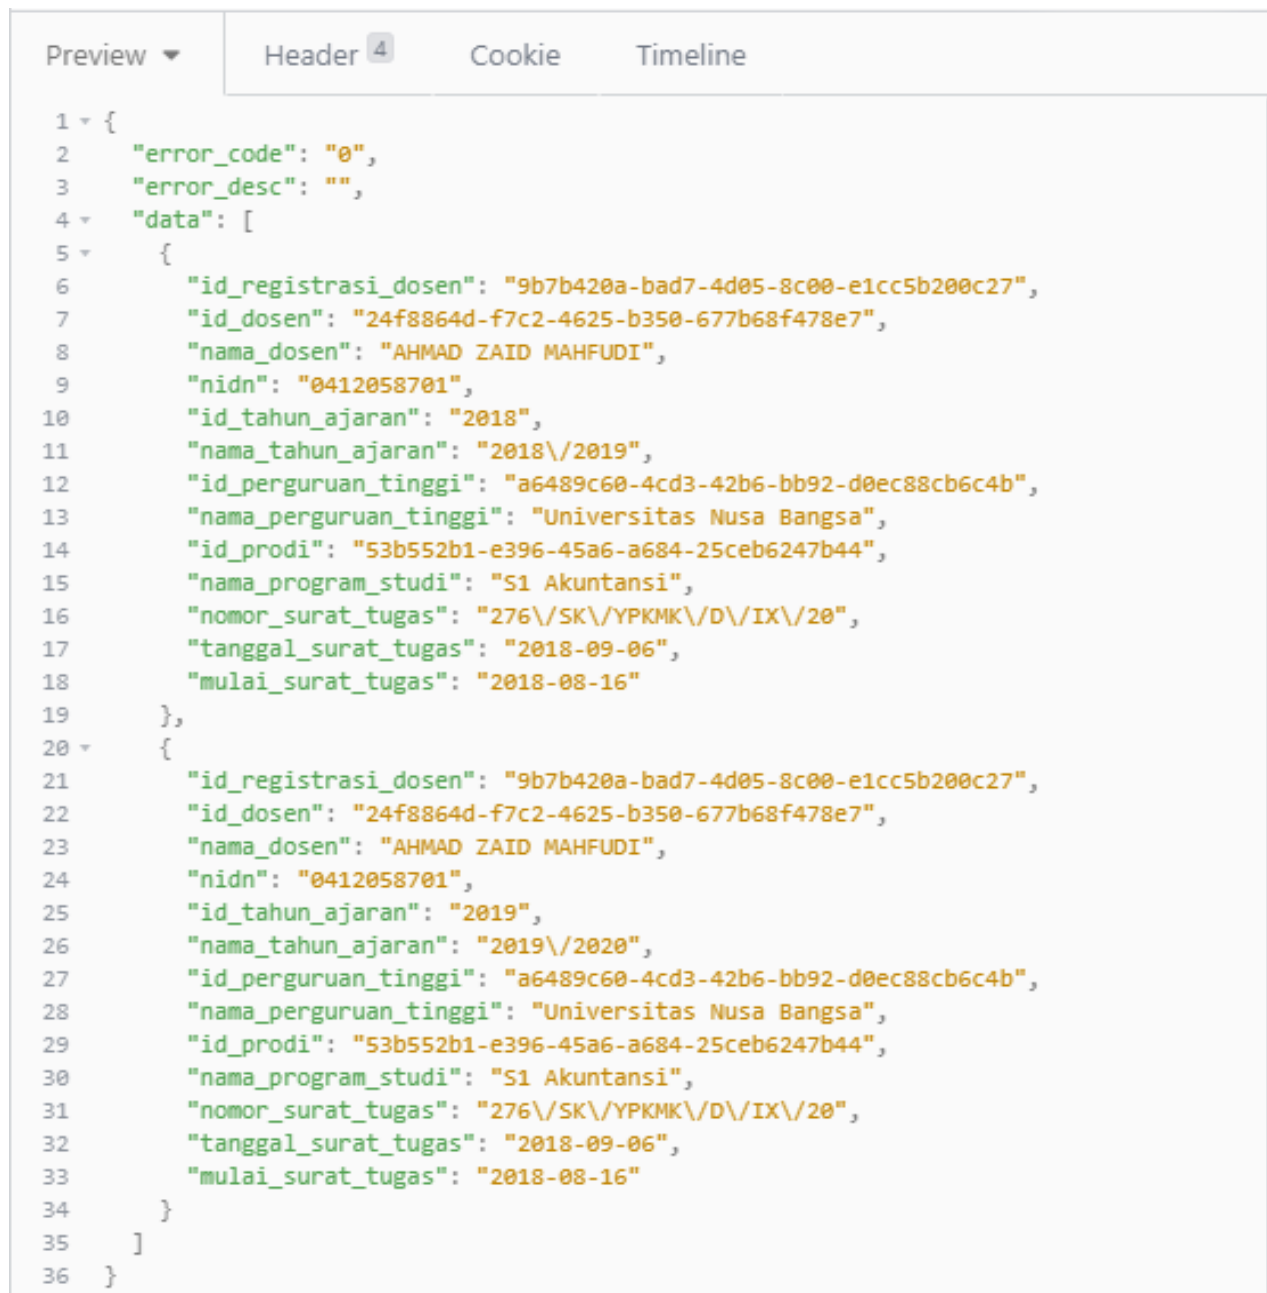 Preview Header 4 Cookie Timeline
1 {
2 "error_code": "0",
3 "error_desc": "",
4 "data": [
5 {
6 "id_registrasi_dosen": "9b7b420a-bad7-4d05-8c00-e1cc5b200c27",
7 "id_dosen": "24f8864d-f7c2-4625-b350-677b68f478e7",
8 "nama_dosen": "AHMAD ZAID MAHFUDI",
9 "nidn": "0412058701",
10 "id_tahun_ajaran": "2018",
11 "nama_tahun_ajaran": "2018\/2019",
12 "id_perguruan_tinggi": "a6489c60-4cd3-42b6-bb92-d0ec88cb6c4b",
13 "nama_perguruan_tinggi": "Universitas Nusa Bangsa",
14 "id_prodi": "53b552b1-e396-45a6-a684-25ceb6247b44",
15 "nama_program_studi": "S1 Akuntansi",
16 "nomor_surat_tugas": "276\/SK\/YPKMK\/D\/IX\/20",
17 "tanggal_surat_tugas": "2018-09-06",
18 "mulai_surat_tugas": "2018-08-16"
19 },
20 {
21 "id_registrasi_dosen": "9b7b420a-bad7-4d05-8c00-e1cc5b200c27",
22 "id_dosen": "24f8864d-f7c2-4625-b350-677b68f478e7",
23 "nama_dosen": "AHMAD ZAID MAHFUDI",
24 "nidn": "0412058701",
25 "id_tahun_ajaran": "2019",
26 "nama_tahun_ajaran": "2019\/2020",
27 "id_perguruan_tinggi": "a6489c60-4cd3-42b6-bb92-d0ec88cb6c4b",
28 "nama_perguruan_tinggi": "Universitas Nusa Bangsa",
29 "id_prodi": "53b552b1-e396-45a6-a684-25ceb6247b44",
30 "nama_program_studi": "S1 Akuntansi",
31 "nomor_surat_tugas": "276\/SK\/YPKMK\/D\/IX\/20",
32 "tanggal_surat_tugas": "2018-09-06",
33 "mulai_surat_tugas": "2018-08-16"
34 }
35 ]
36 }